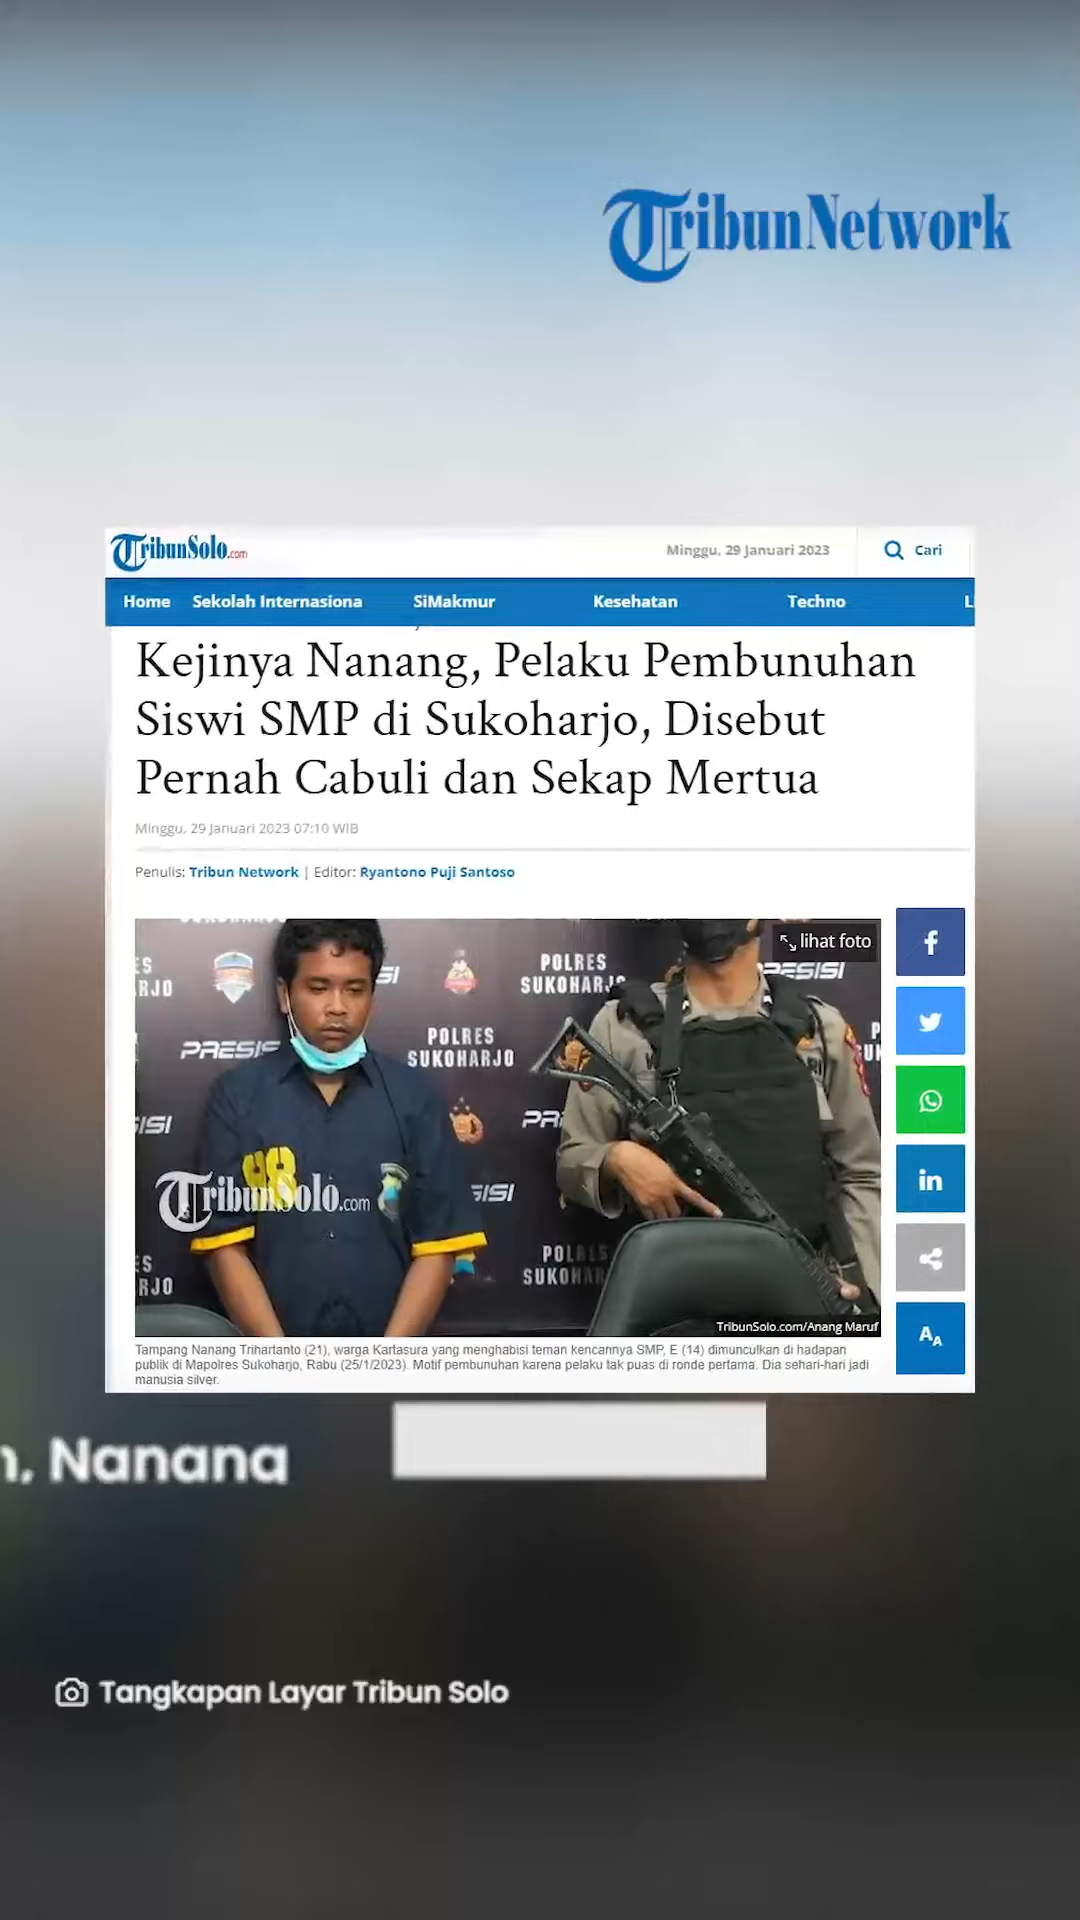 TribunNetwork
TribunSolo.com
Minggu, 29 Januari 2023
Cari
Home Sekolah Internasiona SiMakmur Kesehatan Techno
Kejinya Nanang, Pelaku Pembunuhan
Siswi SMP di Sukoharjo, Disebut
Pernah Cabuli dan Sekap Mertua
Minggu, 29 Januari 2023 07:10 WIB
Penulis: Tribun Network | Editor: Ryantono Puji Santoso
lihat foto
POLRES
SUKOHARJO
PRESISI
POLRES
SUKOHARJO
PRESIS
TribunSolo.com
POLRES
SUKOHARJO
TribunSolo.com/Anang Maruf
Tampang Nanang Trihartanto (21), warga Kartasura yang menghabisi teman kencannya SMP, E (14) dimunculkan di hadapan
publik di Mapolres Sukoharjo, Rabu (25/1/2023). Motif pembunuhan karena pelaku tak puas di ronde pertama. Dia sehari-hari jadi
manusia silver.
, Nanang
Tangkapan Layar Tribun Solo